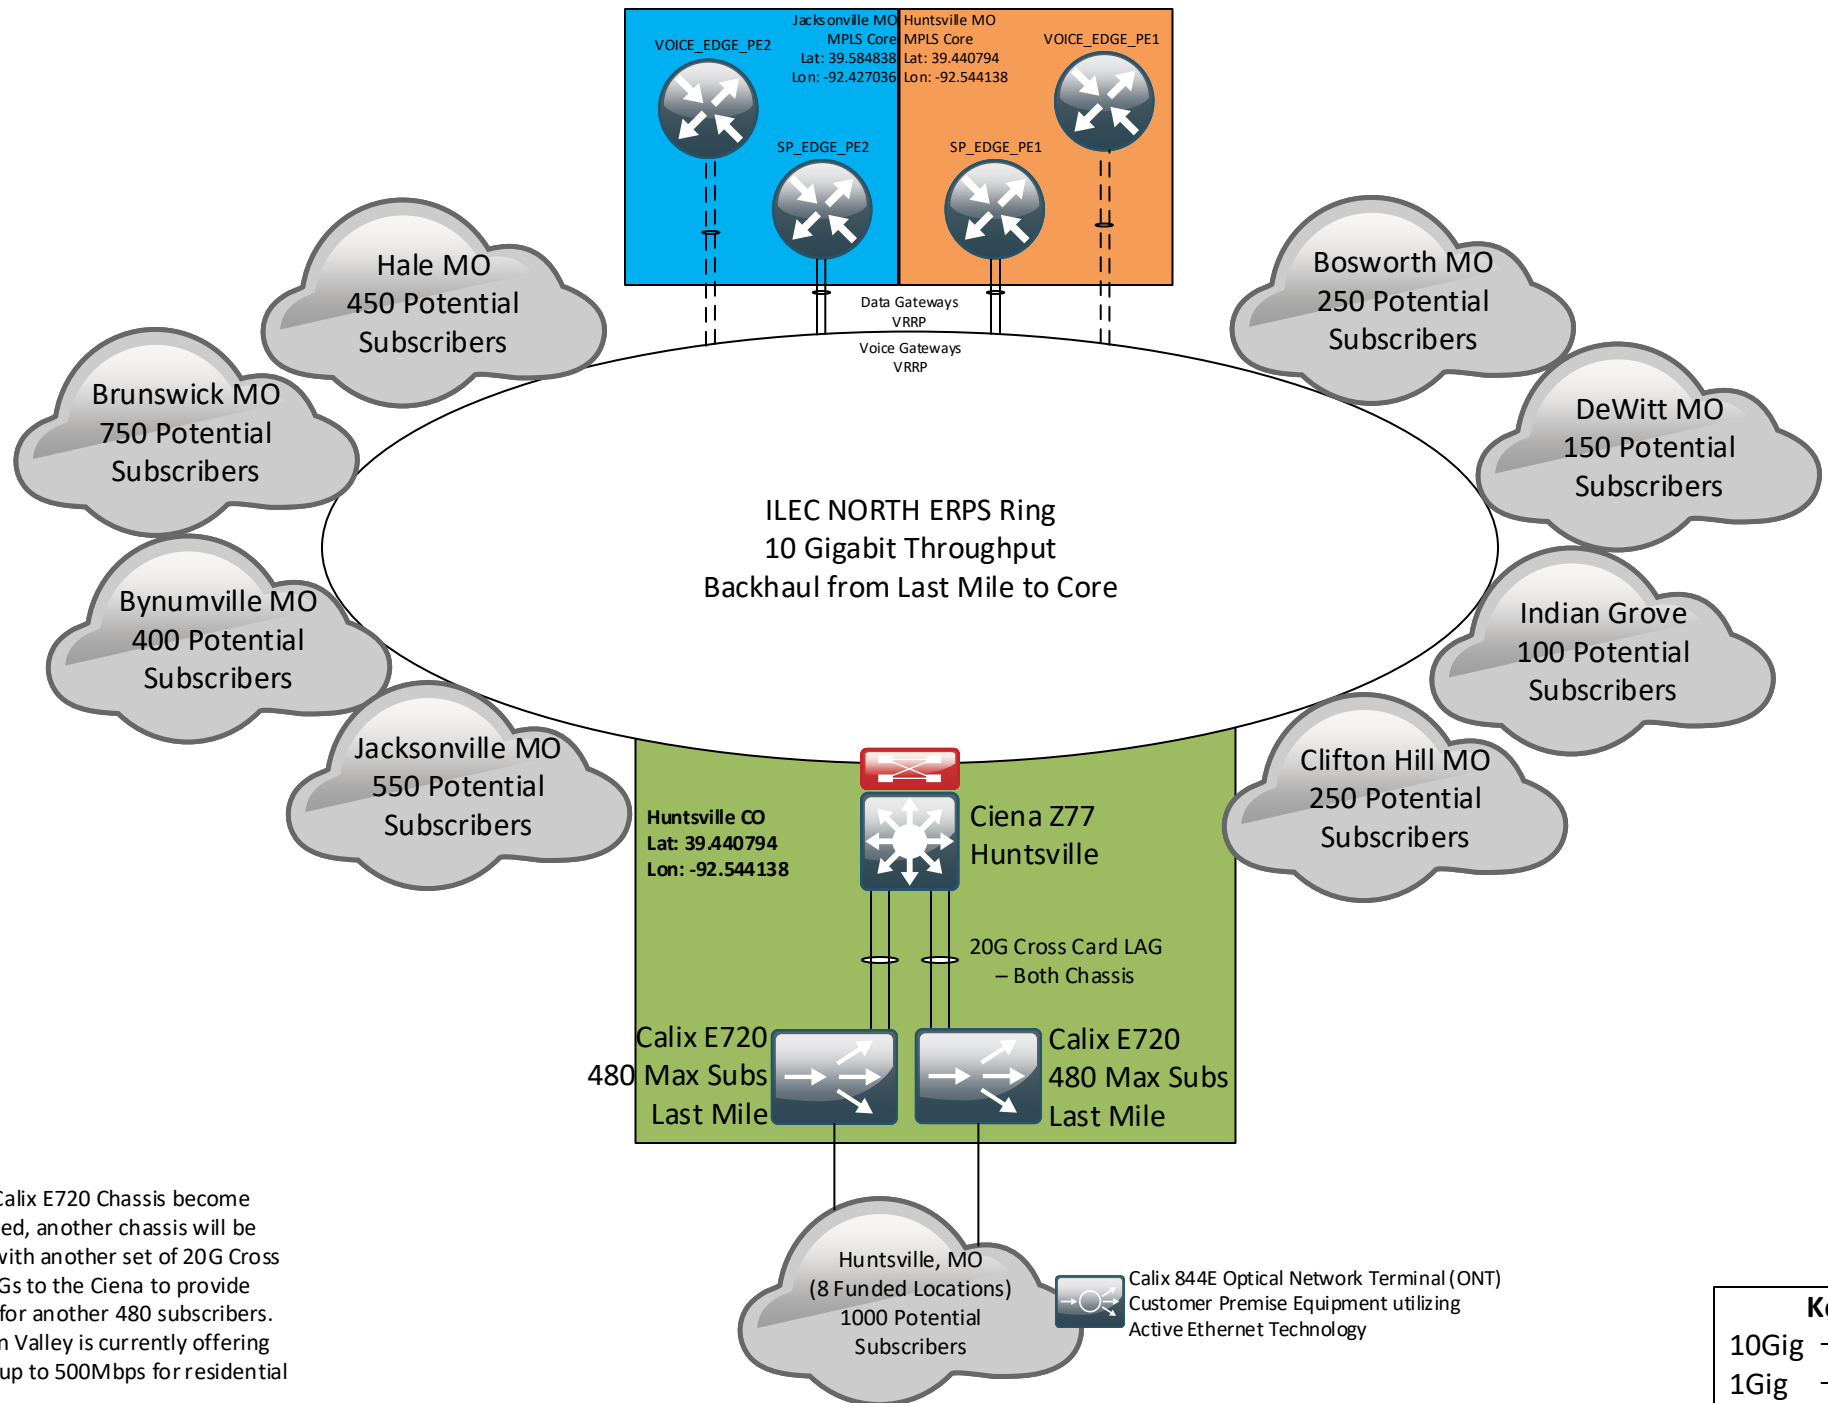 Jacksonville MO
MPLS Core
Lat: 39.584838
Lon: -92.427036
Huntsville MO
MPLS Core
Lat: 39.440794
Lon: -92.544138
VOICE_EDGE_PE2
VOICE_EDGE_PE1
SP_EDGE_PE2
SP_EDGE_PE1
Data Gateways
VRRP
Voice Gateways
VRRP
Hale MO
450 Potential
Subscribers
Bosworth MO
250 Potential
Subscribers
Brunswick MO
750 Potential
Subscribers
DeWitt MO
150 Potential
Subscribers
ILEC NORTH ERPS Ring
10 Gigabit Throughput
Backhaul from Last Mile to Core
Bynumville MO
400 Potential
Subscribers
Indian Grove
100 Potential
Subscribers
Jacksonville MO
550 Potential
Subscribers
Clifton Hill MO
250 Potential
Subscribers
Huntsville CO
Lat: 39.440794
Lon: -92.544138
Ciena Z77
Huntsville
20G Cross Card LAG
– Both Chassis
Calix E720
480 Max Subs
Last Mile
Calix E720
480 Max Subs
Last Mile
Calix E720 Chassis become
another chassis will be
with another set of 20G Cross
to the Ciena to provide
for another 480 subscribers.
Valley is currently offering
up to 500Mbps for residential
Huntsville, MO
(8 Funded Locations)
1000 Potential
Subscribers
Calix 844E Optical Network Terminal (ONT)
Customer Premise Equipment utilizing
Active Ethernet Technology
10Gig
1Gig